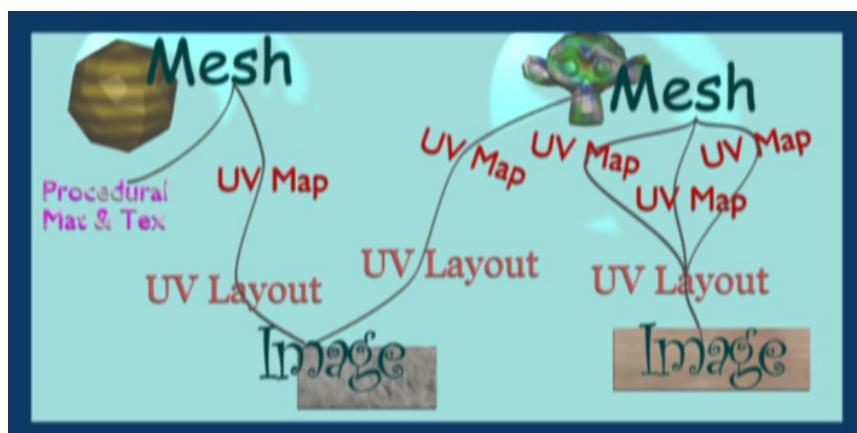 Mesh
Mesh
Procedural
Mat & Tex
UV Map
UV Map
UV Map
UV Map
UV Map
UV Layout
UV Layout
UV Layout
Image
Image